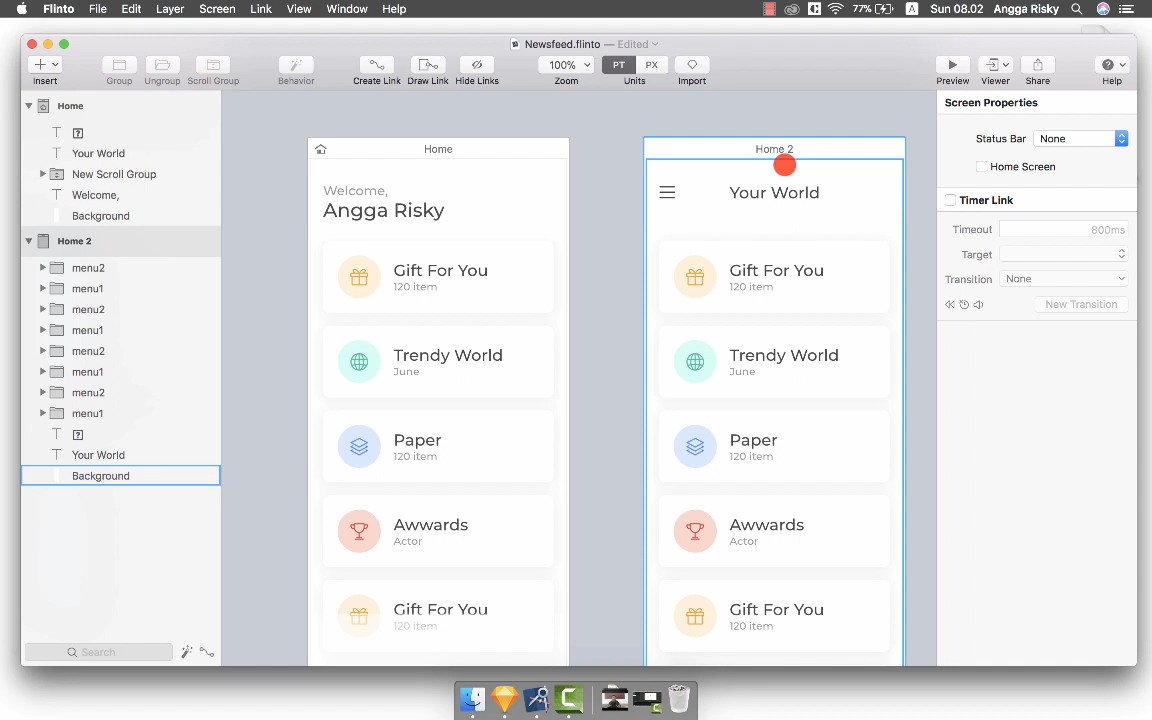 Flinto File Edit Layer Screen Link View Window Help
77% A Sun 08.02 Angga Risky
Newsfeed.flinto — Edited
Insert Group Ungroup Scroll Group Behavior Create Link Draw Link Hide Links
100% Zoom
PT PX Units
Import Preview Viewer Share Help
Home
?
Your World
New Scroll Group
Welcome,
Background
Home 2
menu2
menu1
menu2
menu1
menu2
menu1
menu2
menu1
?
Your World
Background
Search
Home
Welcome,
Angga Risky
Gift For You
120 item
Trendy World
June
Paper
120 item
Awwards
Actor
Gift For You
120 item
Home 2
Your World
Gift For You
120 item
Trendy World
June
Paper
120 item
Awwards
Actor
Gift For You
120 item
Screen Properties
Status Bar None
Home Screen
Timer Link
Timeout 800ms
Target
Transition None
New Transition